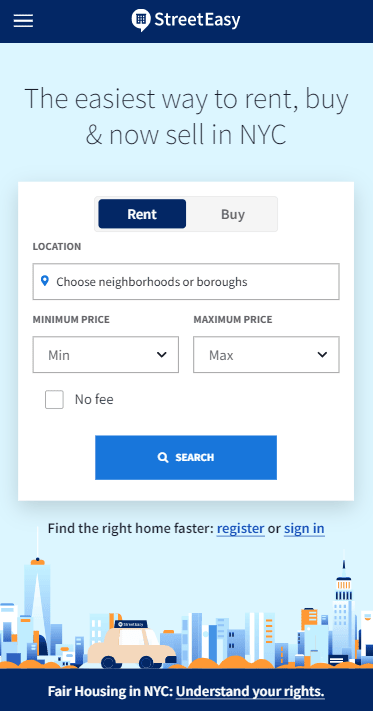 StreetEasy
The easiest way to rent, buy
& now sell in NYC
Rent Buy
LOCATION
Choose neighborhoods or boroughs
MINIMUM PRICE MAXIMUM PRICE
Min Max
No fee
SEARCH
Find the right home faster: register or sign in
StreetEasy
Fair Housing in NYC: Understand your rights.